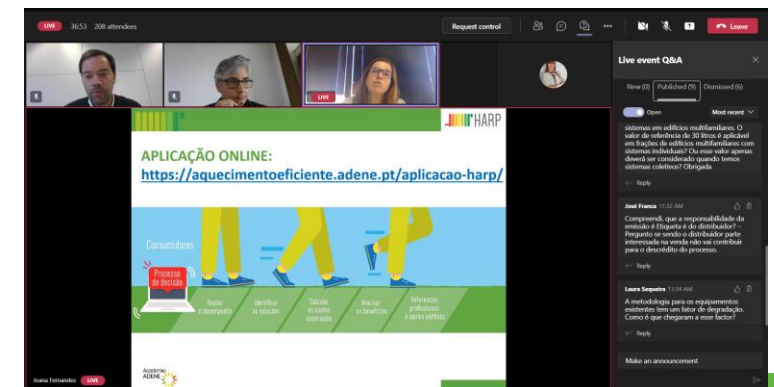 LIVE 36:53 208 attendees
Request control
Leave
LIVE
HARP
APLICAÇÃO ONLINE:
https://aquecimentoeficiente.adene.pt/aplicacao-harp/
Consumidores
Processo
de decisão
Avaliar
o desempenho
Identificar
as soluções
Calcular
os custos
associados
Analisar
os benefícios
Referenciar
profissionais
e apoios públicos
Academia
ADENE
Joana Fernandes LIVE
Live event Q&A
New (0) Published (9) Dismissed (6)
Open Most recent
sistemas em edifícios multifamiliares. O
valor de referência de 30 litros é aplicável
em frações de edifícios multifamiliares com
sistemas individuais? Ou esse valor apenas
deverá ser considerado quando temos
sistemas coletivos? Obrigada
Reply
José Franca 11:32 AM
Compreendi, que a responsabilidade da
emissão é Etiqueta é do distribuidor? –
Pergunto se sendo o distribuidor parte
interessada na venda não vai contribuir
para o descrédito do processo.
Reply
Laura Sequeira 11:34 AM
A metodologia para os equipamentos
existentes tem um fator de degradação.
Como é que chegaram a esse factor?
Reply
Make an announcement